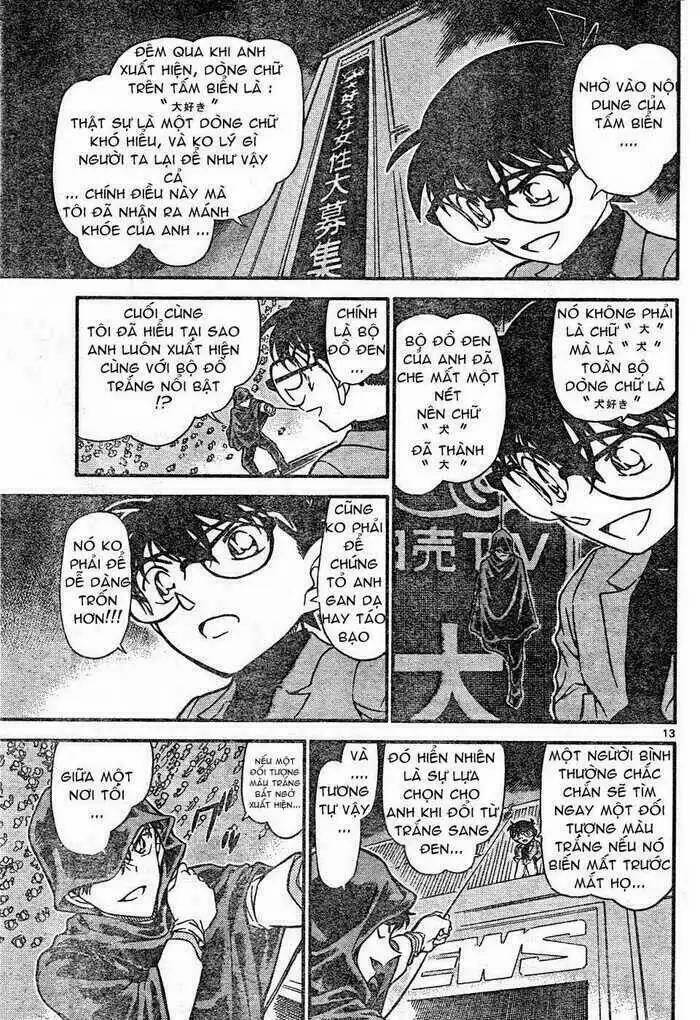 NHỜ VÀO NỘI
DUNG CỦA
TẤM BIỂN
....
ĐÊM QUA KHI ANH
XUẤT HIỆN, DÒNG CHỮ
TRÊN TẤM BIỂN LÀ :
“大好き”
THẬT SỰ LÀ MỘT DÒNG CHỮ
KHÓ HIỂU, VÀ KO LÝ GÌ
NGƯỜI TA LẠI ĐỂ NHƯ VẬY
CẢ
... CHÍNH ĐIỀU NÀY MÀ
TÔI ĐÃ NHẬN RA MÁNH
KHÓE CỦA ANH ...
好きな女性大募集
NÓ KHÔNG PHẢI
LÀ CHỮ “大”
MÀ LÀ “犬”
TOÀN BỘ
DÒNG CHỮ LÀ
“犬好き”
BỘ ĐỒ ĐEN
CỦA ANH ĐÃ
CHE MẤT MỘT
NÉT
NÊN CHỮ
“犬”
ĐÃ THÀNH
“大”
売TV
大
CHÍNH
LÀ BỘ
ĐỒ ĐEN
...
CUỐI CÙNG
TÔI ĐÃ HIỂU TẠI SAO
ANH LUÔN XUẤT HIỆN
CÙNG VỚI BỘ ĐỒ
TRẮNG NỔI BẬT
!?
CŨNG
KO PHẢI
ĐỂ
CHỨNG
TỎ ANH
GAN DẠ
HAY TÁO
BẠO
NÓ KO
PHẢI ĐỂ
DỄ DÀNG
TRỐN
HƠN!!!
13
MỘT NGƯỜI BÌNH
THƯỜNG CHẮC
CHẮN SẼ TÌM
NGAY MỘT ĐỐI
TƯỢNG MÀU
TRẮNG NẾU NÓ
BIẾN MẤT TRƯỚC
MẮT HỌ...
ĐÓ HIỂN NHIÊN
LÀ SỰ LỰA
CHỌN CHO
ANH KHI ĐỔI TỪ
TRẮNG SANG
ĐEN...
VÀ
....
TƯƠNG
TỰ VẬY
NẾU MỘT
ĐỐI TƯỢNG
MÀU TRẮNG
BẤT NGỜ
XUẤT HIỆN...
GIỮA MỘT
NƠI TỐI
...
EWS